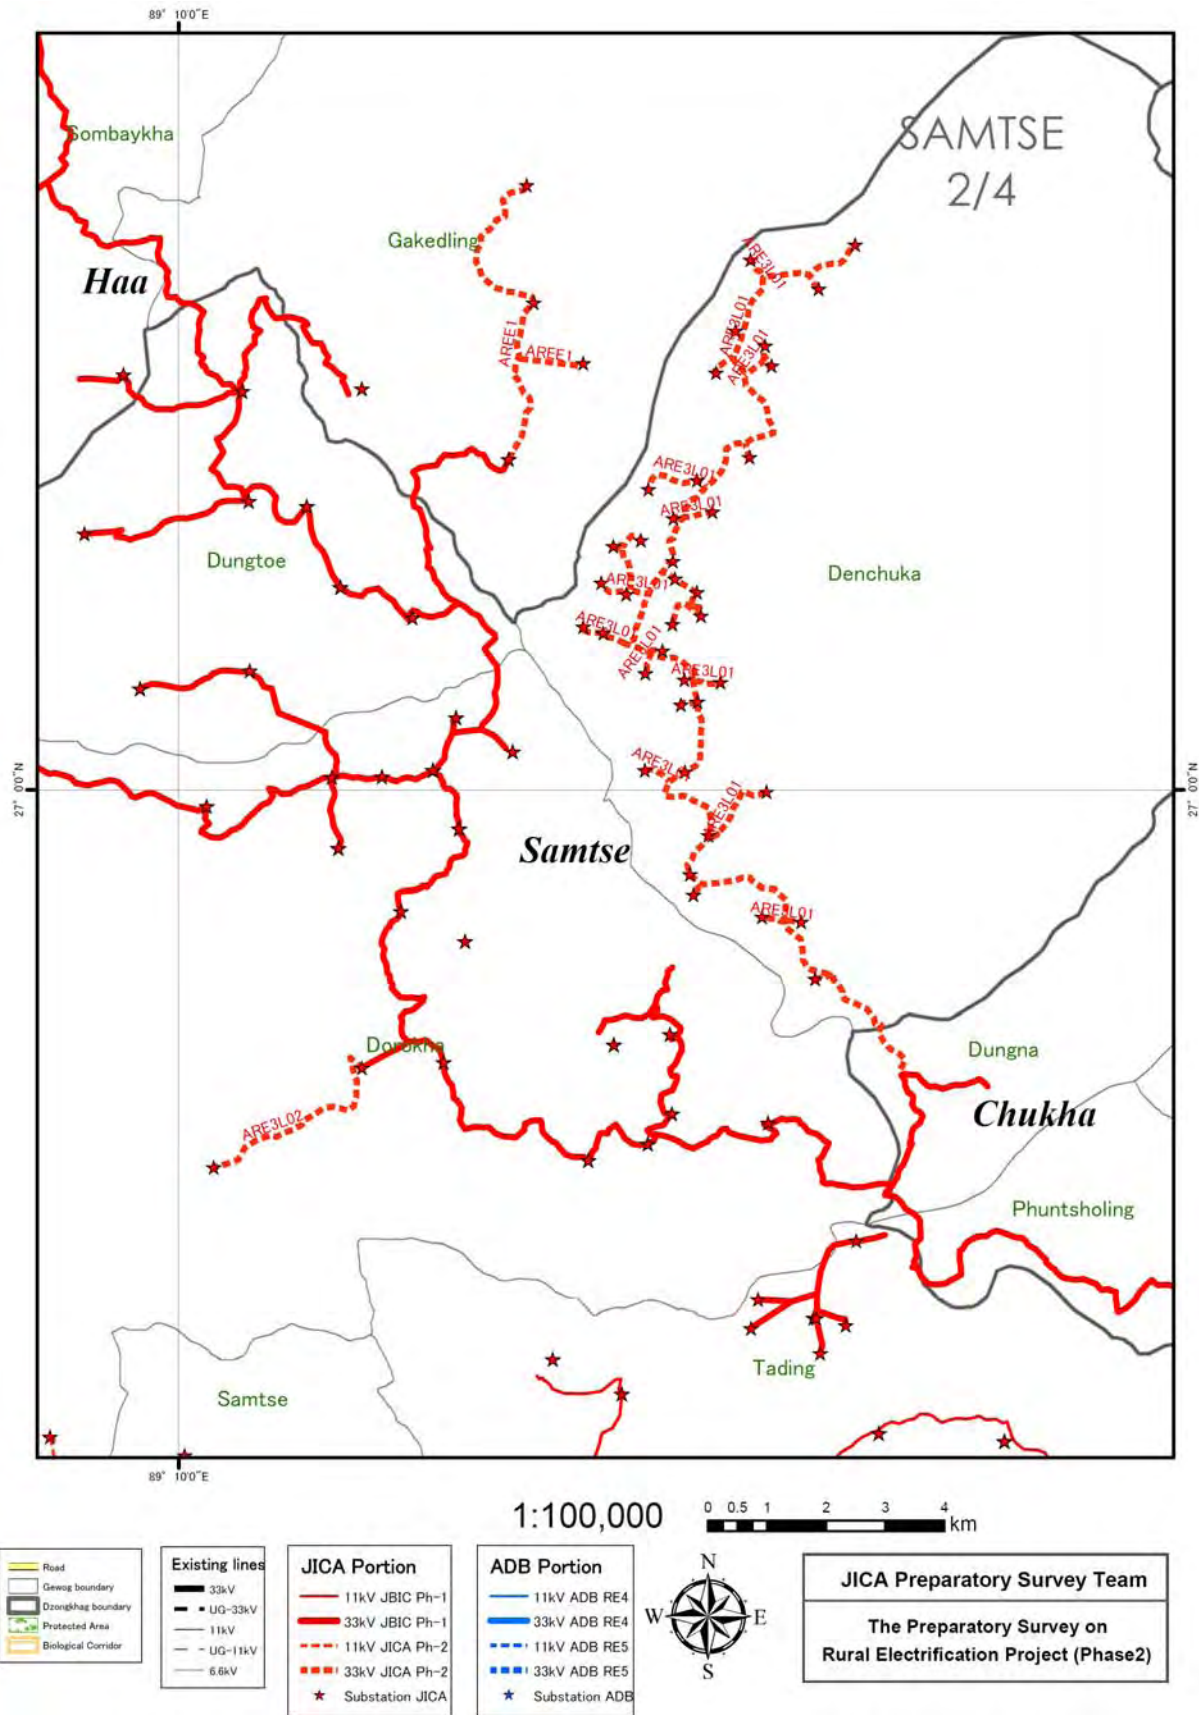 89° 10'0"E
SAMTSE
2/4
Sombaykha
Gakedling
Haa
ARE3L01
ARE3L01
ARE3L01
AREE1
AREE1
ARE3L01
ARE3L01
Dungtoe
Denchuka
ARE3L01
ARE3L01
ARE3L01
ARE3L01
27° 0'0"N
27° 0'0"N
ARE3L01
ARE3L01
Samtse
ARE3L01
Dorokha
Dungna
ARE3L02
Chukha
Phuntsholing
Tading
Samtse
89° 10'0"E
1:100,000
0 0.5 1 2 3 4
km
Road
Gewog boundary
Dzongkhag boundary
Protected Area
Biological Corridor
Existing lines
33kV
UG-33kV
11kV
UG-11kV
6.6kV
JICA Portion
11kV JBIC Ph-1
33kV JBIC Ph-1
11kV JICA Ph-2
33kV JICA Ph-2
Substation JICA
ADB Portion
11kV ADB RE4
33kV ADB RE4
11kV ADB RE5
33kV ADB RE5
Substation ADB
N
W E
S
JICA Preparatory Survey Team
The Preparatory Survey on
Rural Electrification Project (Phase2)